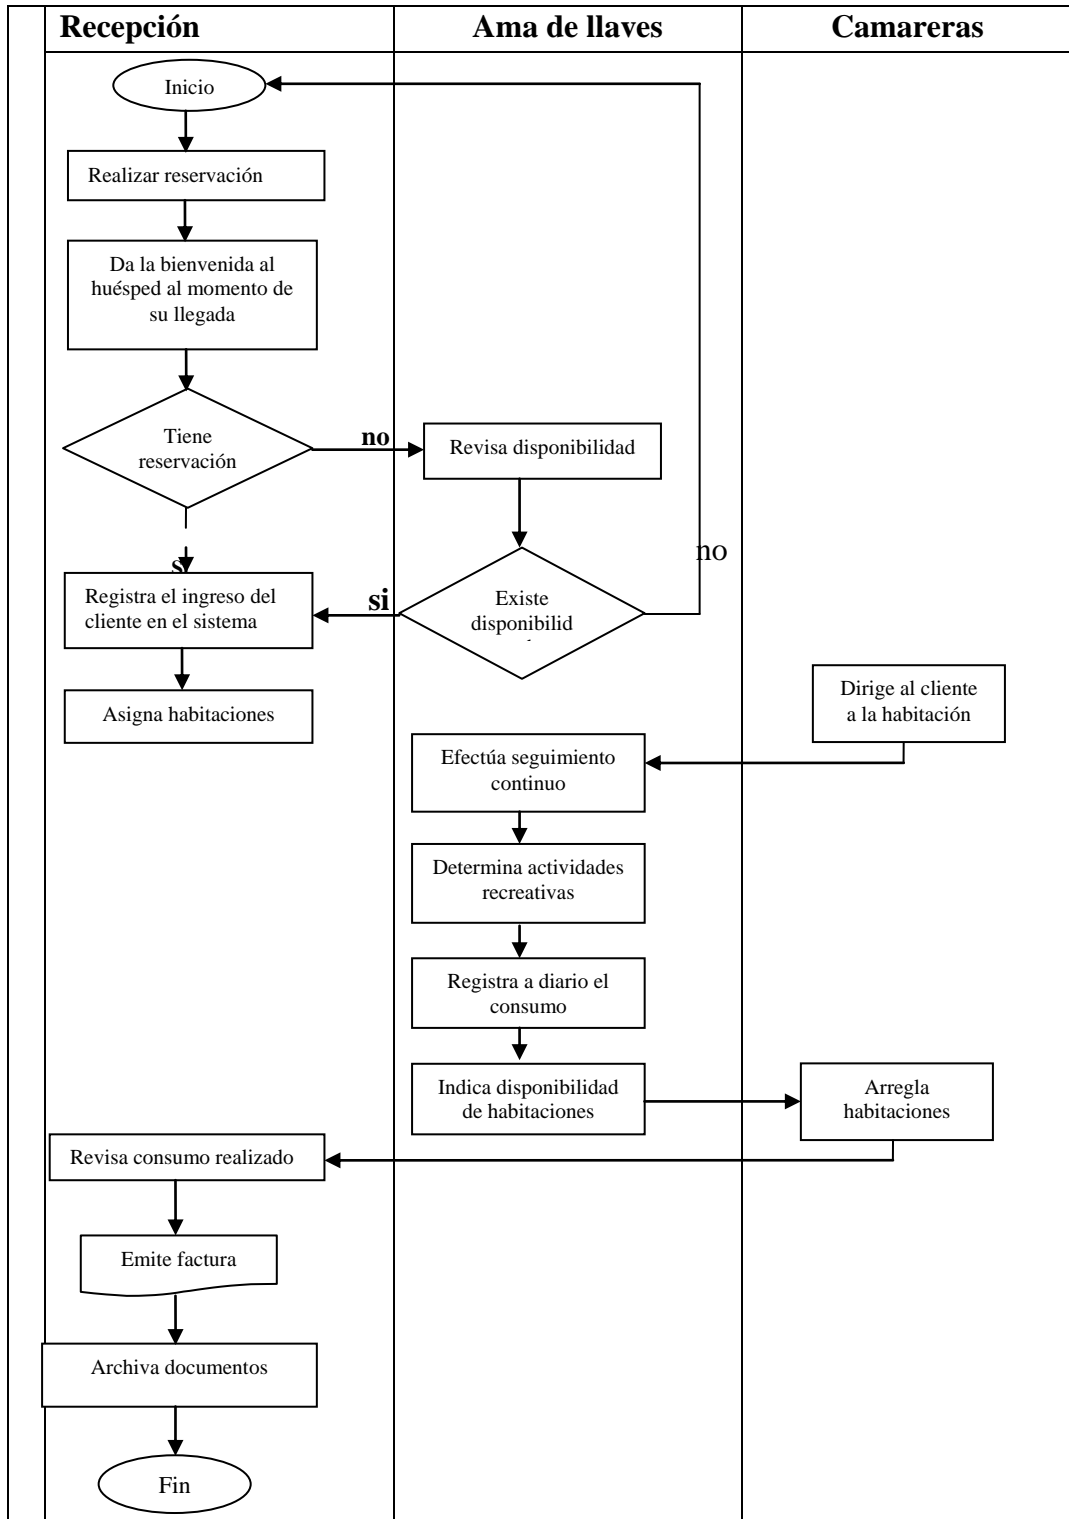 Recepción
Ama de llaves
Camareras
Inicio
Realizar reservación
Da la bienvenida al
huésped al momento de
su llegada
Tiene
reservación
no
Revisa disponibilidad
no
Registra el ingreso del
cliente en el sistema
si
Existe
disponibilid
Asigna habitaciones
Dirige al cliente
a la habitación
Efectúa seguimiento
continuo
Determina actividades
recreativas
Registra a diario el
consumo
Indica disponibilidad
de habitaciones
Arregla
habitaciones
Revisa consumo realizado
Emite factura
Archiva documentos
Fin